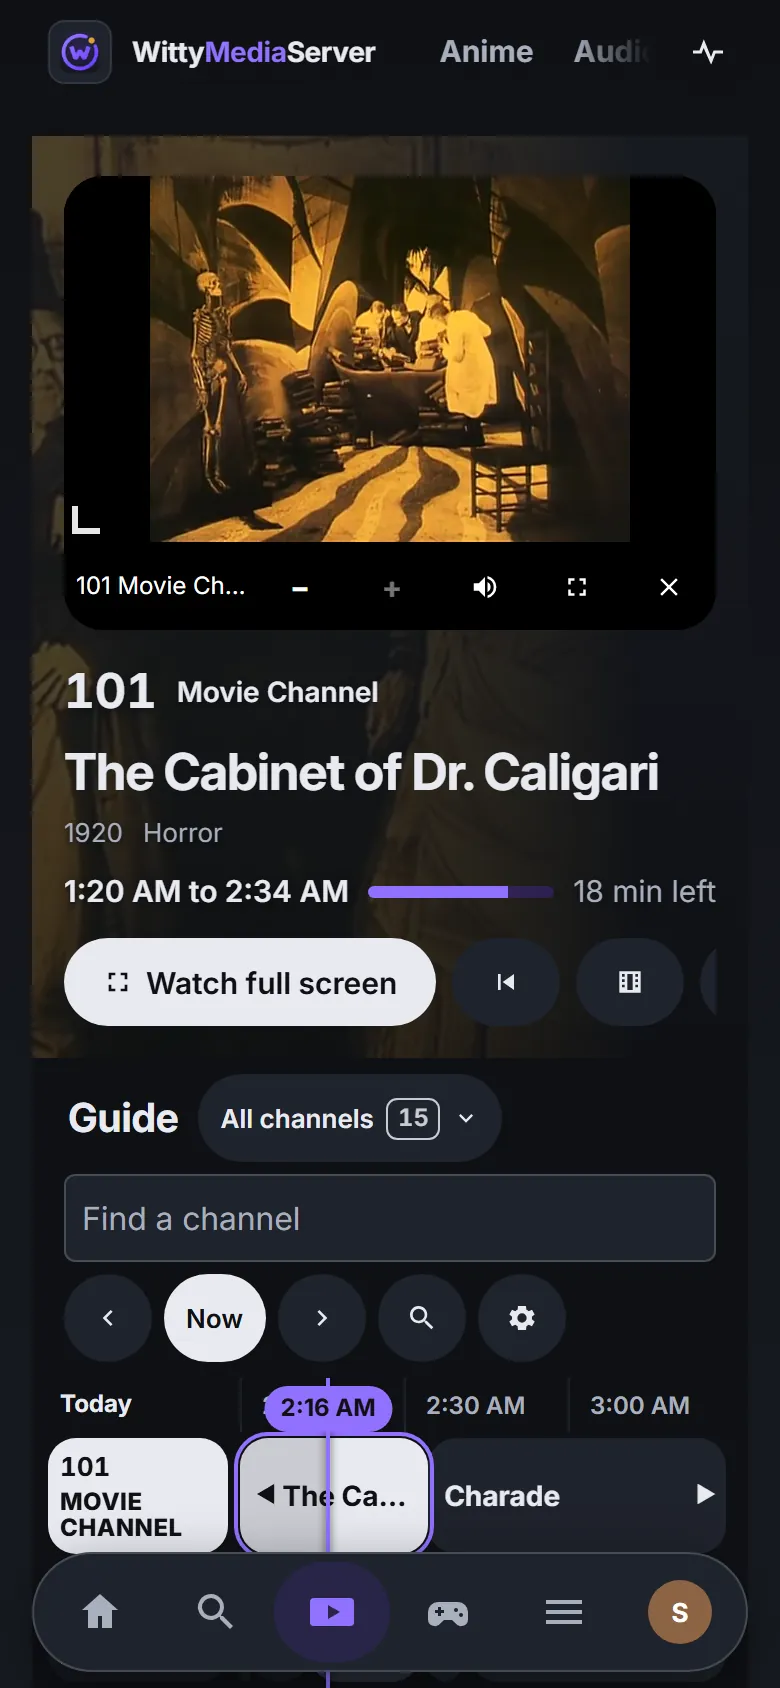 WittyMediaServer
Anime
101 Movie Ch...
101 Movie Channel
The Cabinet of Dr. Caligari
1920 Horror
1:20 AM to 2:34 AM 18 min left
Watch full screen
Guide All channels 15
Find a channel
Now
Today 2:16 AM 2:30 AM 3:00 AM
101
MOVIE
CHANNEL
The Ca...
Charade
S